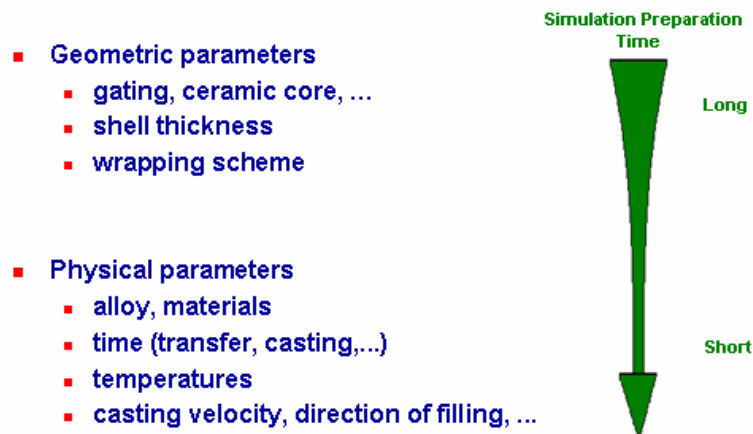 Simulation Preparation
Time
Geometric parameters
gating, ceramic core, ...
shell thickness
wrapping scheme
Long
Physical parameters
alloy, materials
time (transfer, casting,...)
temperatures
casting velocity, direction of filling, ...
Short